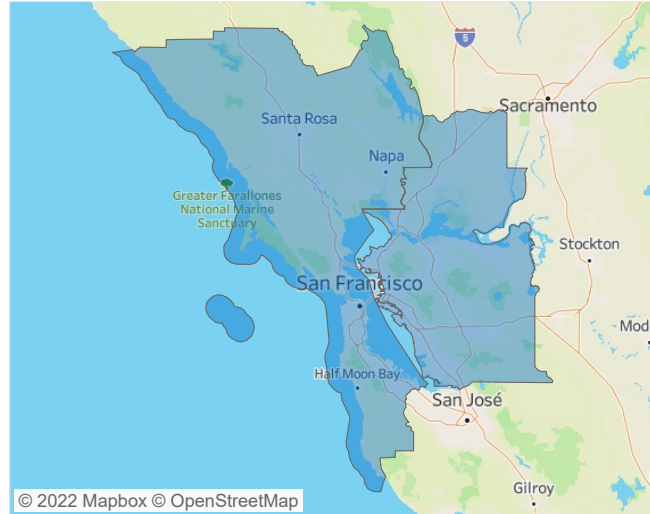 5
Sacramento
Santa Rosa
Napa
Greater Farallones
National Marine
Sanctuary
Stockton
San Francisco
Mod
Half Moon Bay
San José
Gilroy
© 2022 Mapbox © OpenStreetMap